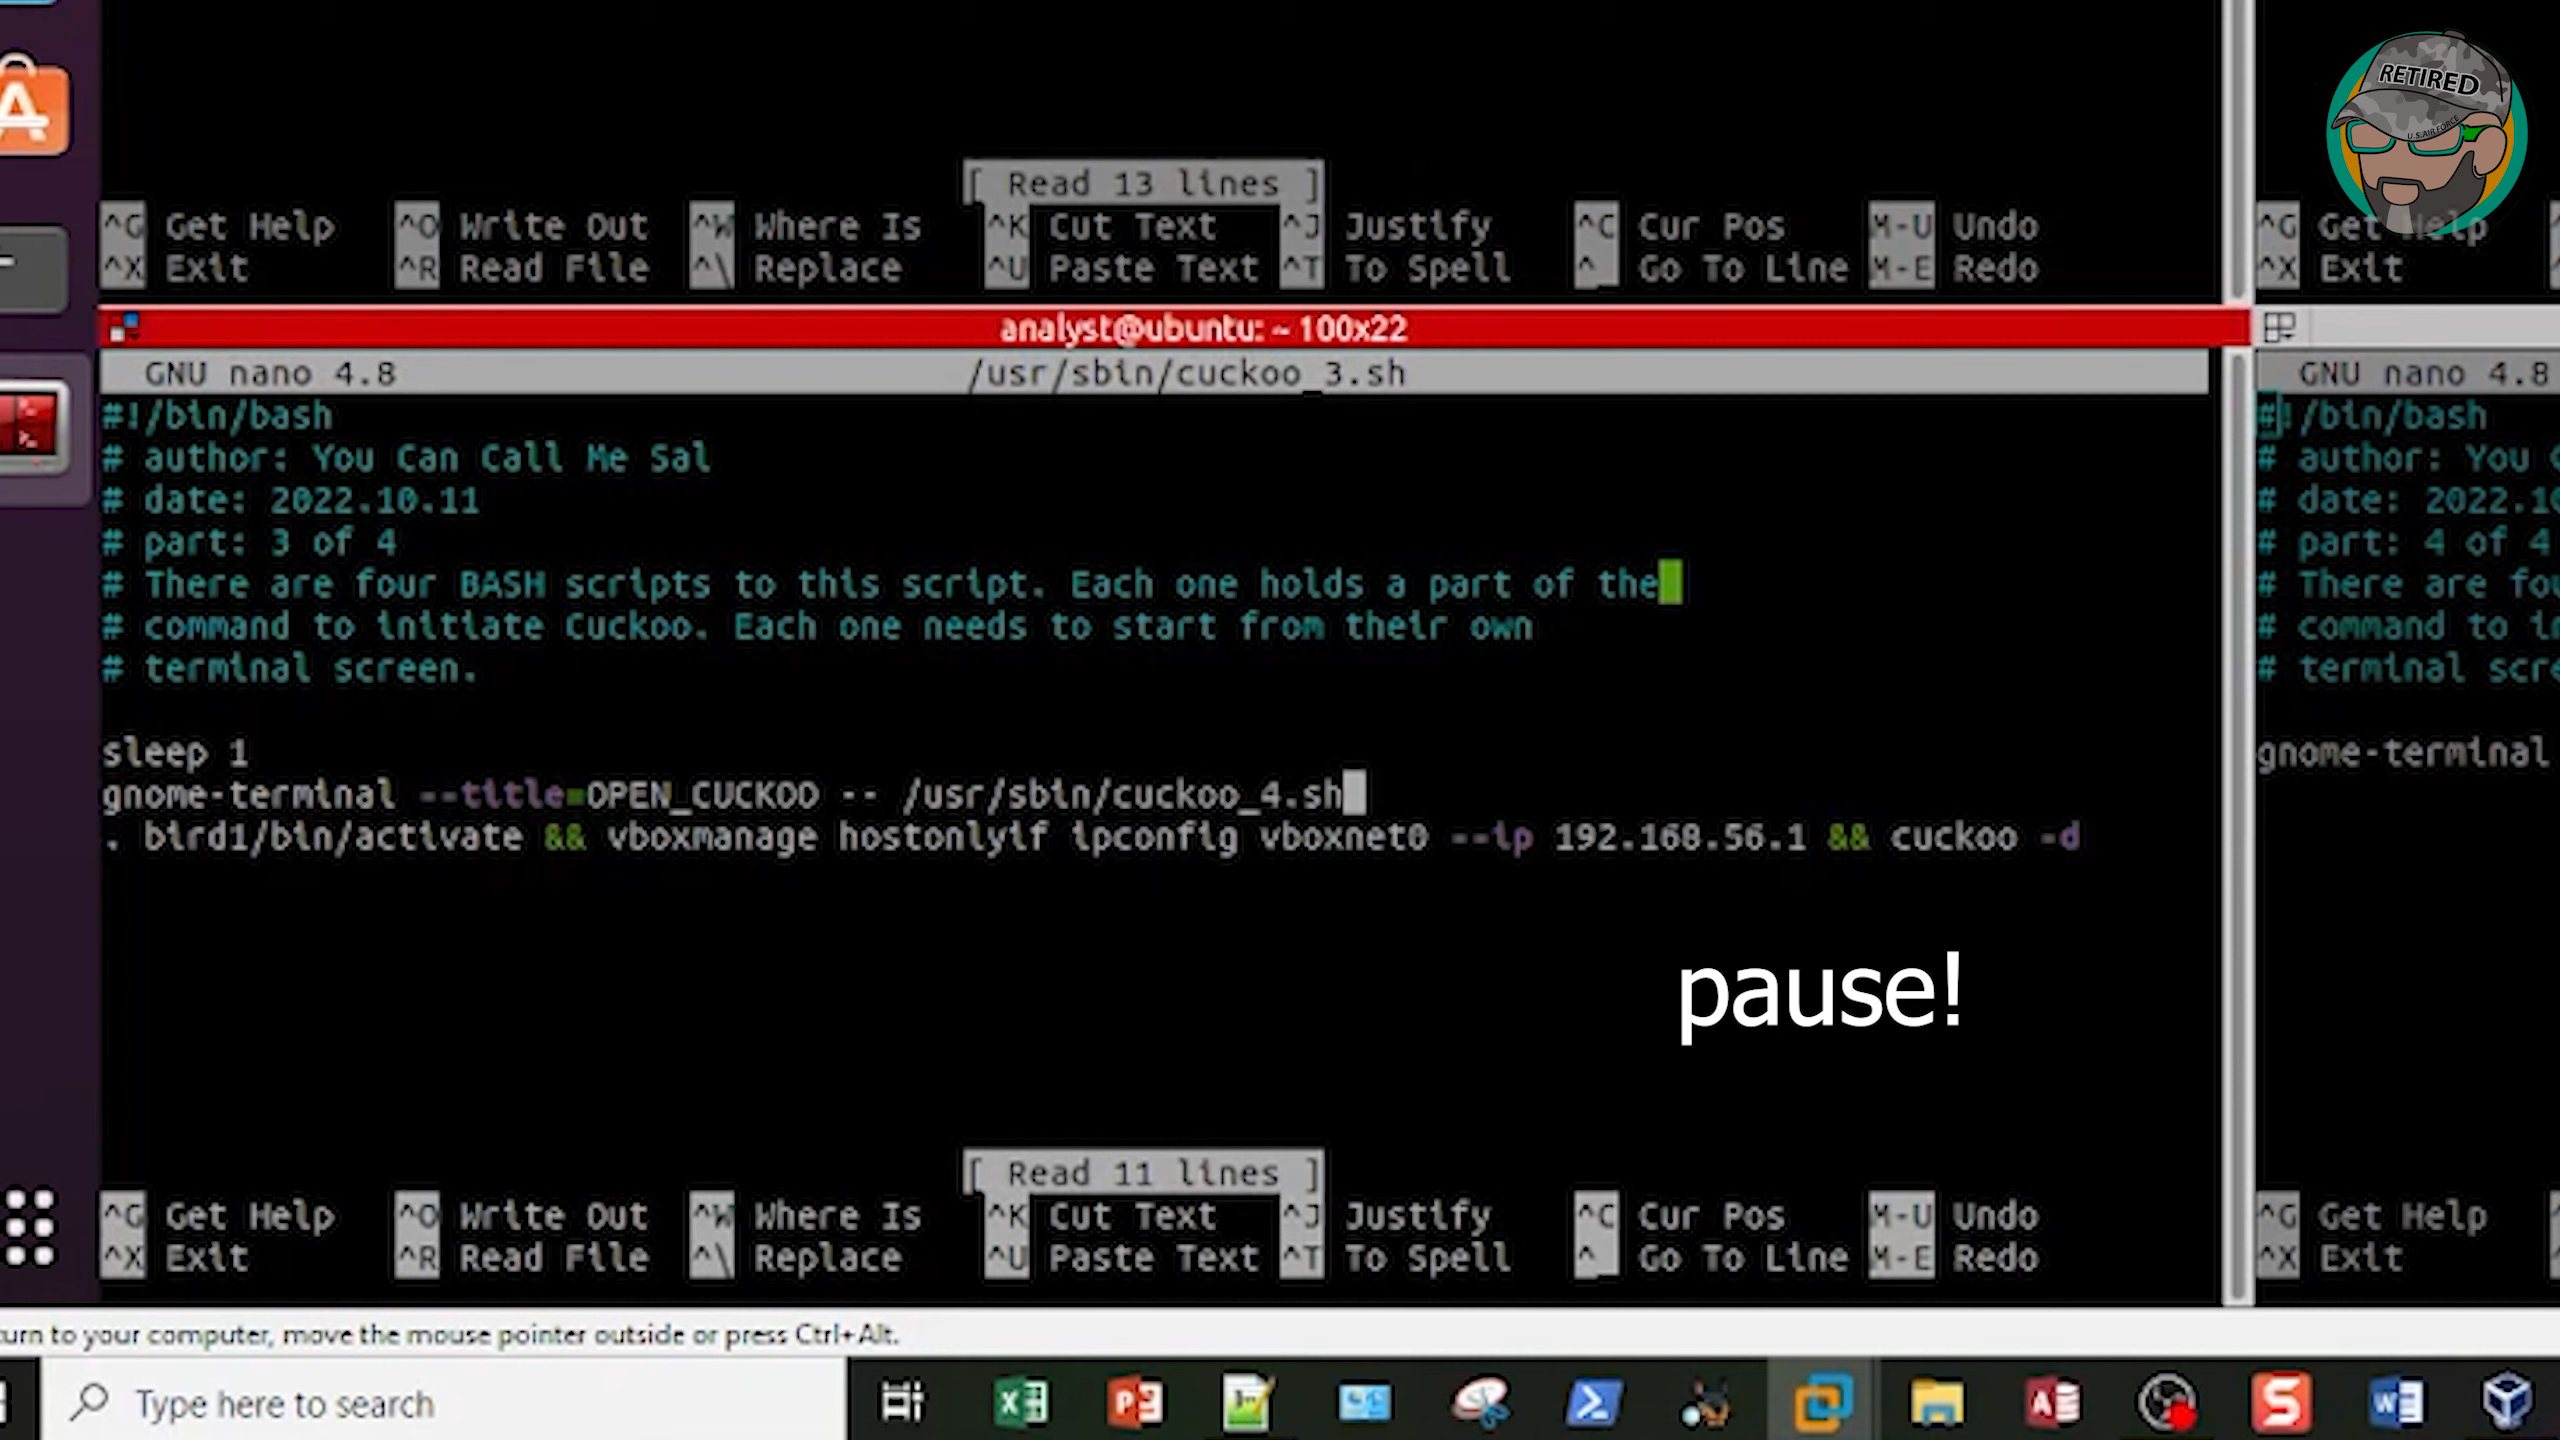 RETIRED
U.S. AIR FORCE
[ Read 13 lines ]
^G Get Help ^O Write Out ^W Where Is ^K Cut Text ^J Justify ^C Cur Pos M-U Undo
^X Exit ^R Read File ^\ Replace ^U Paste Text ^T To Spell ^_ Go To Line M-E Redo
^G Get Help
^X Exit
analyst@ubuntu: ~ 100x22
GNU nano 4.8 /usr/sbin/cuckoo_3.sh
#!/bin/bash
# author: You Can Call Me Sal
# date: 2022.10.11
# part: 3 of 4
# There are four BASH scripts to this script. Each one holds a part of the
# command to initiate Cuckoo. Each one needs to start from their own
# terminal screen.
sleep 1
gnome-terminal --title=OPEN_CUCKOO -- /usr/sbin/cuckoo_4.sh
. bird1/bin/activate && vboxmanage hostonlyif ipconfig vboxnet0 --ip 192.168.56.1 && cuckoo -d
pause!
[ Read 11 lines ]
^G Get Help ^O Write Out ^W Where Is ^K Cut Text ^J Justify ^C Cur Pos M-U Undo
^X Exit ^R Read File ^\ Replace ^U Paste Text ^T To Spell ^_ Go To Line M-E Redo
GNU nano 4.8
#!/bin/bash
# author: You
# date: 2022.10
# part: 4 of 4
# There are
# command to
# terminal
gnome-terminal
^G Get Help
^X Exit
to your computer, move the mouse pointer outside or press Ctrl+Alt.
Type here to search